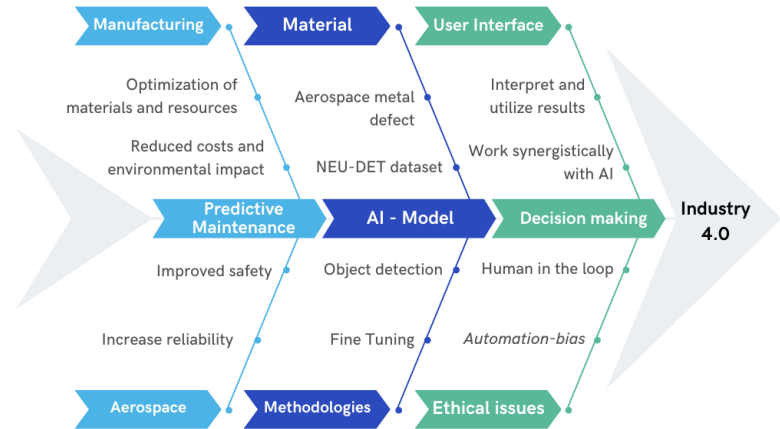 Manufacturing
Material
User Interface
Optimization of
materials and resources
Aerospace metal
defect
Interpret and
utilize results
Reduced costs and
environmental impact
NEU-DET dataset
Work synergistically
with AI
Predictive
Maintenance
AI - Model
Decision making
Industry
4.0
Improved safety
Object detection
Human in the loop
Increase reliability
Fine Tuning
Automation-bias
Aerospace
Methodologies
Ethical issues